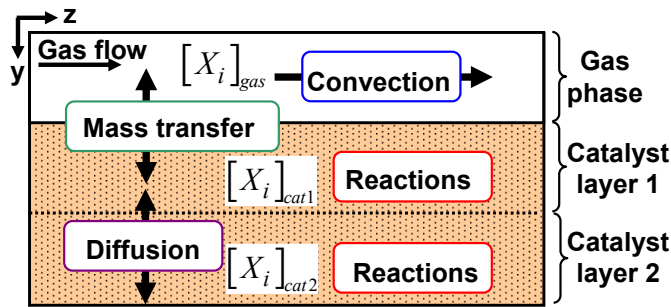 z
y
Gas flow
[X_i]_gas
Convection
Gas
phase
Mass transfer
[X_i]_cat1
Reactions
Catalyst
layer 1
Diffusion
[X_i]_cat2
Reactions
Catalyst
layer 2